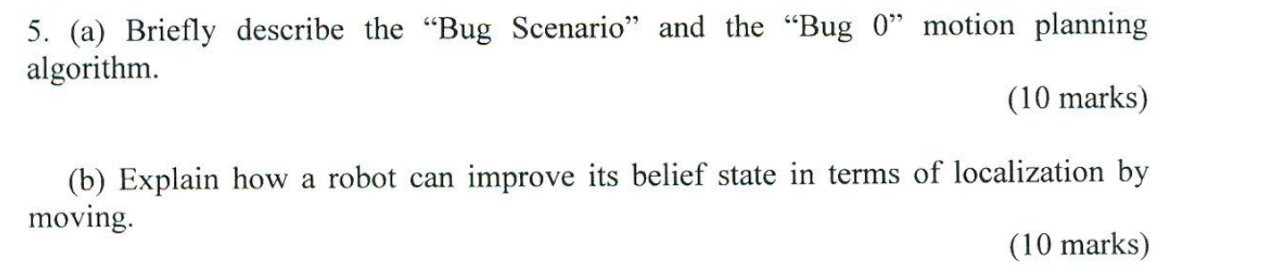 5. (a) Briefly describe the “Bug Scenario” and the “Bug 0” motion planning
algorithm.
(10 marks)
(b) Explain how a robot can improve its belief state in terms of localization by
moving.
(10 marks)